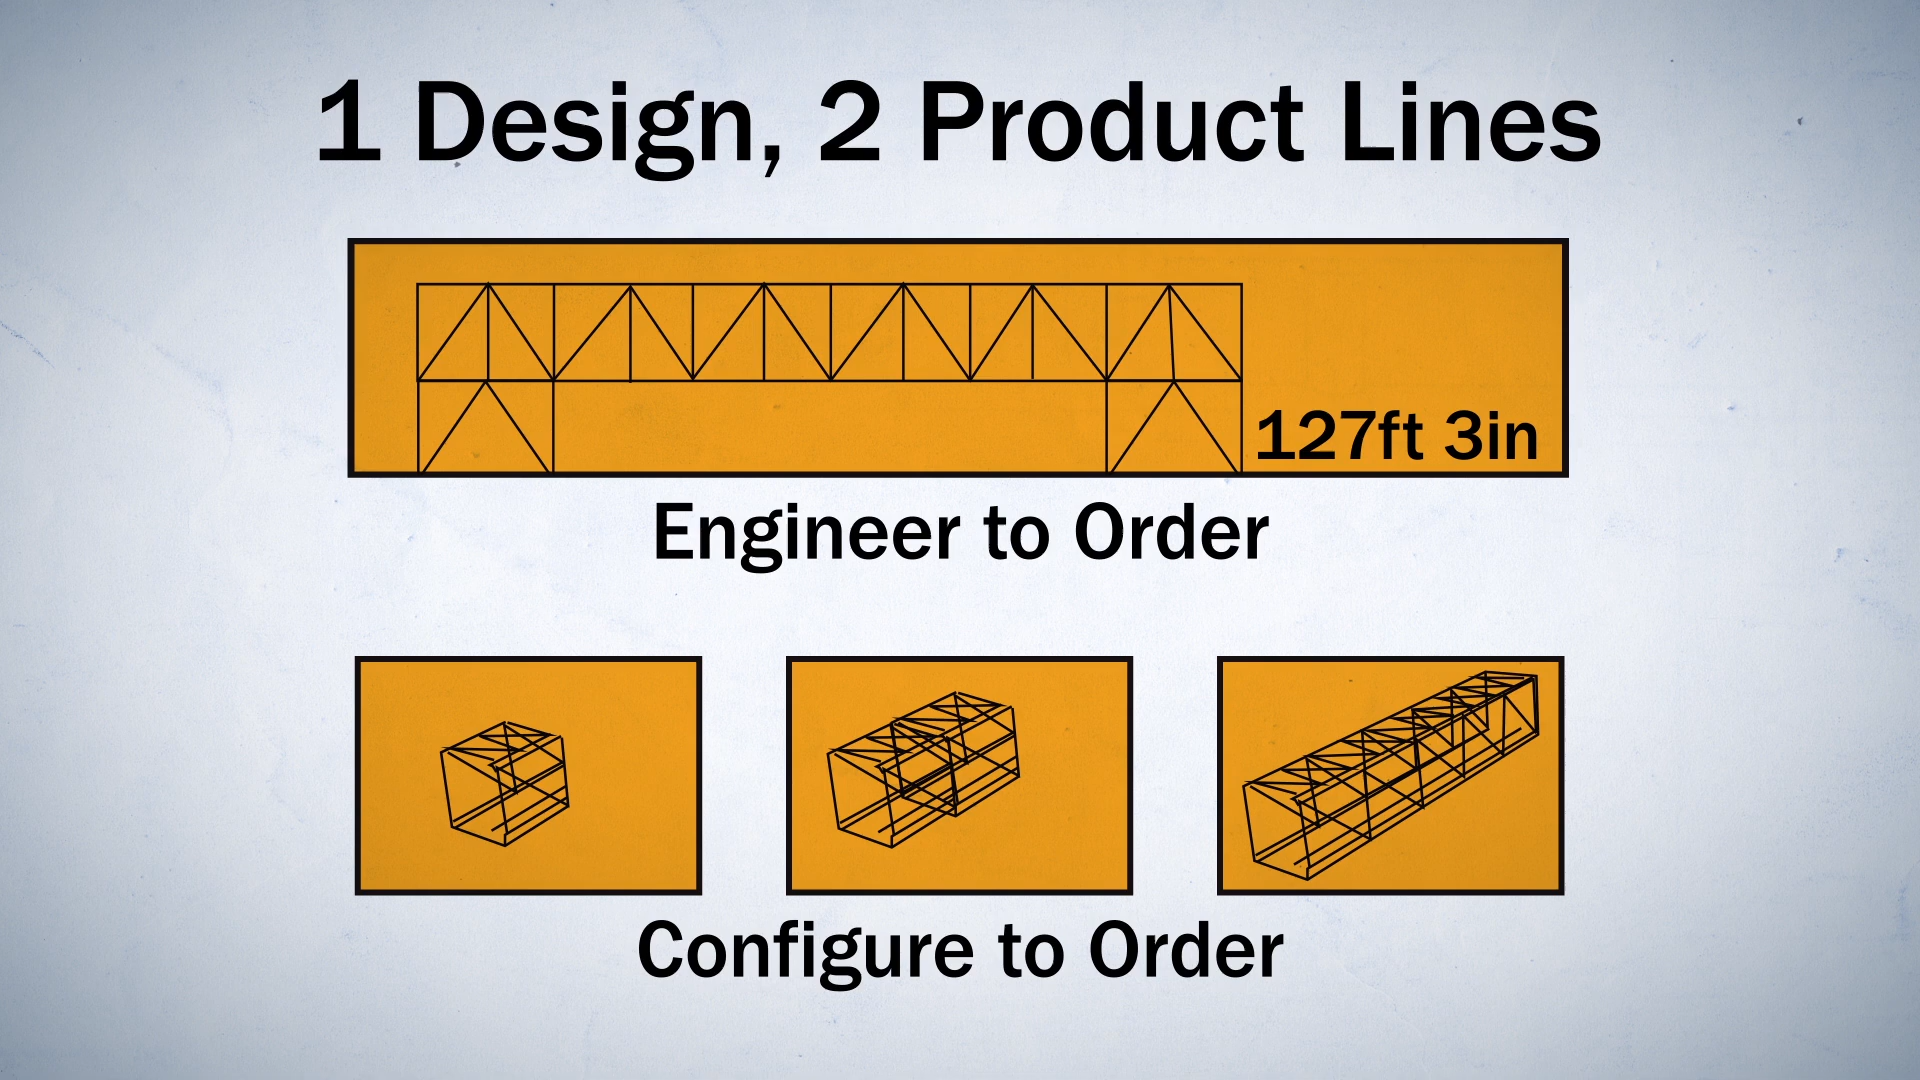 1 Design, 2 Product Lines
127ft 3in
Engineer to Order
Configure to Order